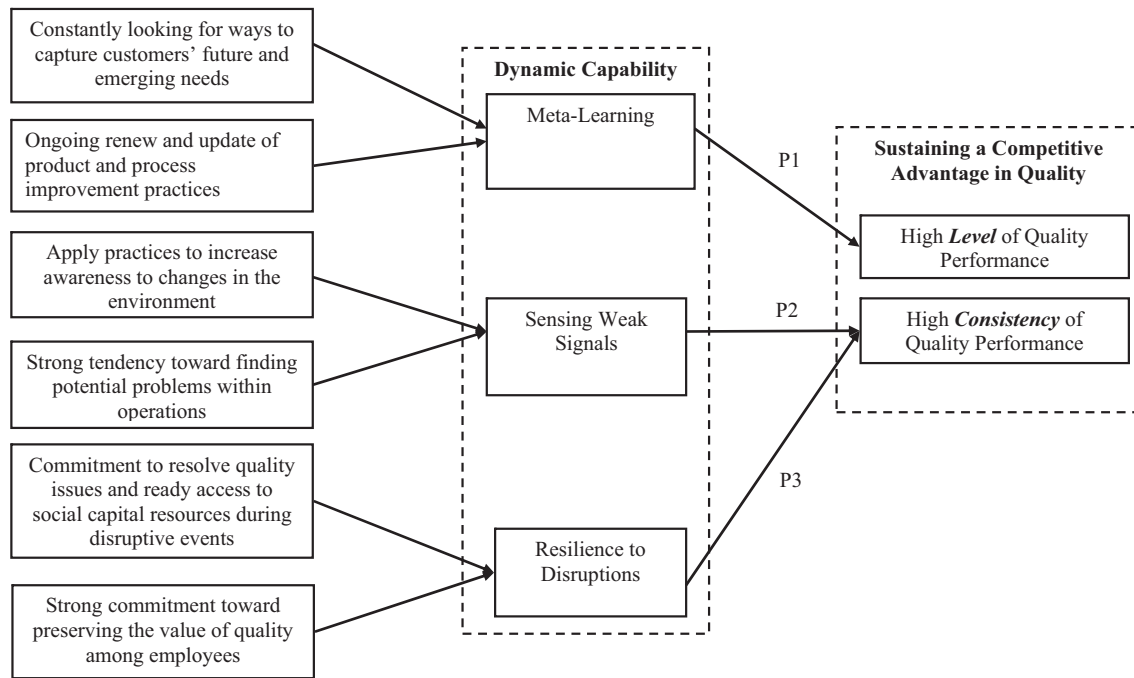 Constantly looking for ways to
capture customers’ future and
emerging needs
Ongoing renew and update of
product and process
improvement practices
Apply practices to increase
awareness to changes in the
environment
Strong tendency toward finding
potential problems within
operations
Commitment to resolve quality
issues and ready access to
social capital resources during
disruptive events
Strong commitment toward
preserving the value of quality
among employees
Dynamic Capability
Meta-Learning
Sensing Weak
Signals
Resilience to
Disruptions
P1
P2
P3
Sustaining a Competitive
Advantage in Quality
High Level of Quality
Performance
High Consistency of
Quality Performance